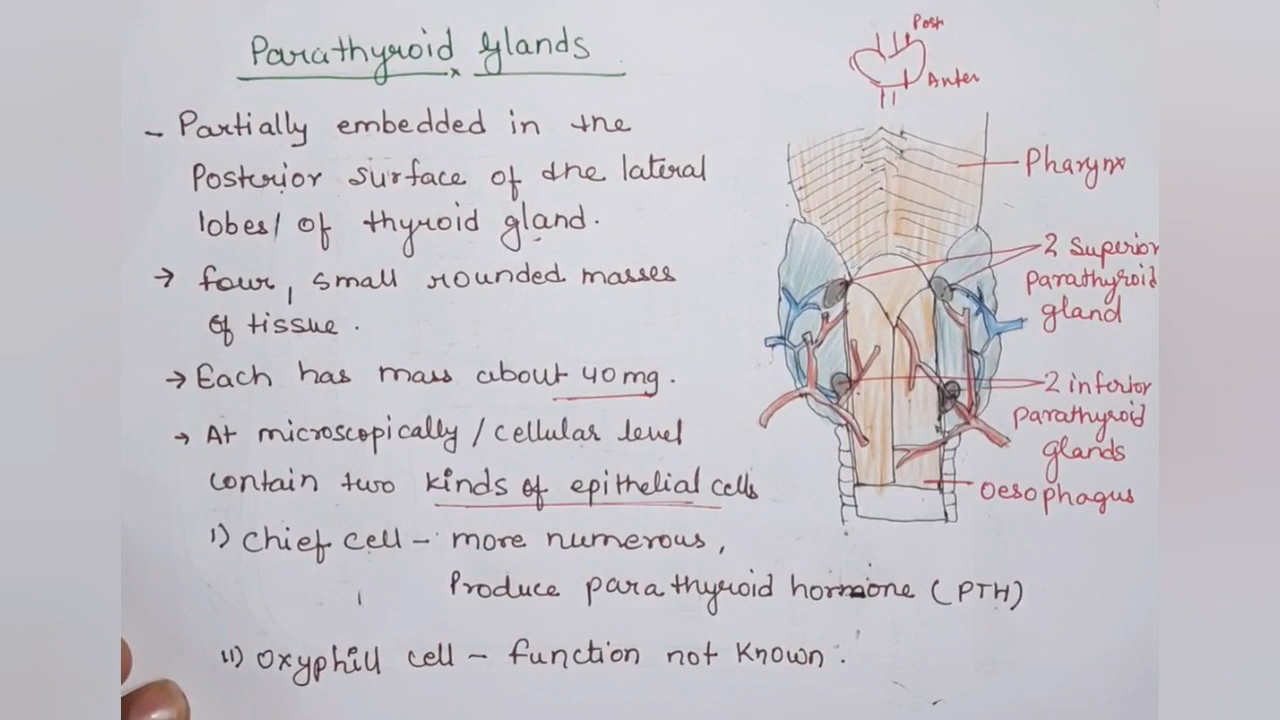 Parathyroid Glands
- Partially embedded in the
Posterior surface of the lateral
lobes/ of thyroid gland.
→ four, small rounded masses
of tissue.
→ Each has mass about 40mg.
→ At microscopically / cellular level
contain two kinds of epithelial cells
i) Chief cell - more numerous,
Produce parathyroid hormone (PTH)
ii) Oxyphill cell - function not known.
Post
Anter
Pharynx
2 Superior
parathyroid
gland
2 inferior
parathyroid
glands
Oesophagus